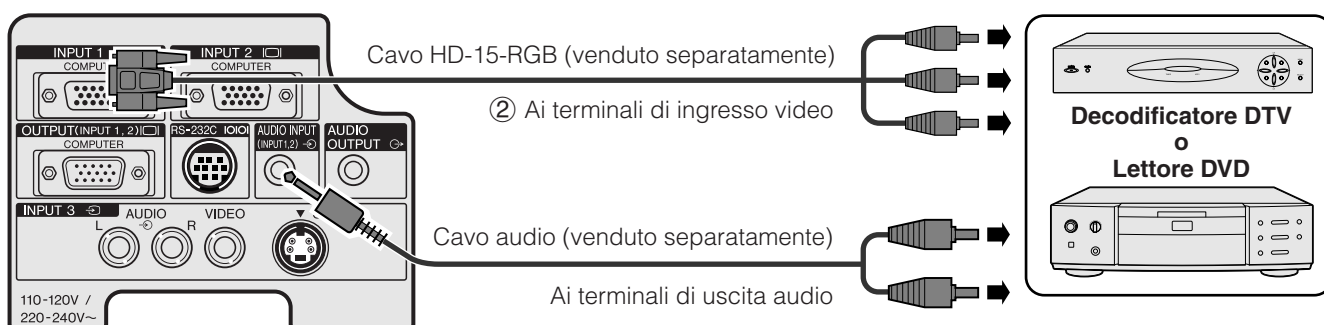 INPUT 1
COMPUT
INPUT 2
COMPUTER
Cavo HD-15-RGB (venduto separatamente)
② Ai terminali di ingresso video
OUTPUT(INPUT 1, 2)
COMPUTER
RS-232C IOIOI
AUDIO INPUT
(INPUT1,2)
AUDIO
OUTPUT
Decodificatore DTV
o
Lettore DVD
INPUT 3
L
AUDIO
R
VIDEO
Cavo audio (venduto separatamente)
Ai terminali di uscita audio
110-120V /
220-240V~